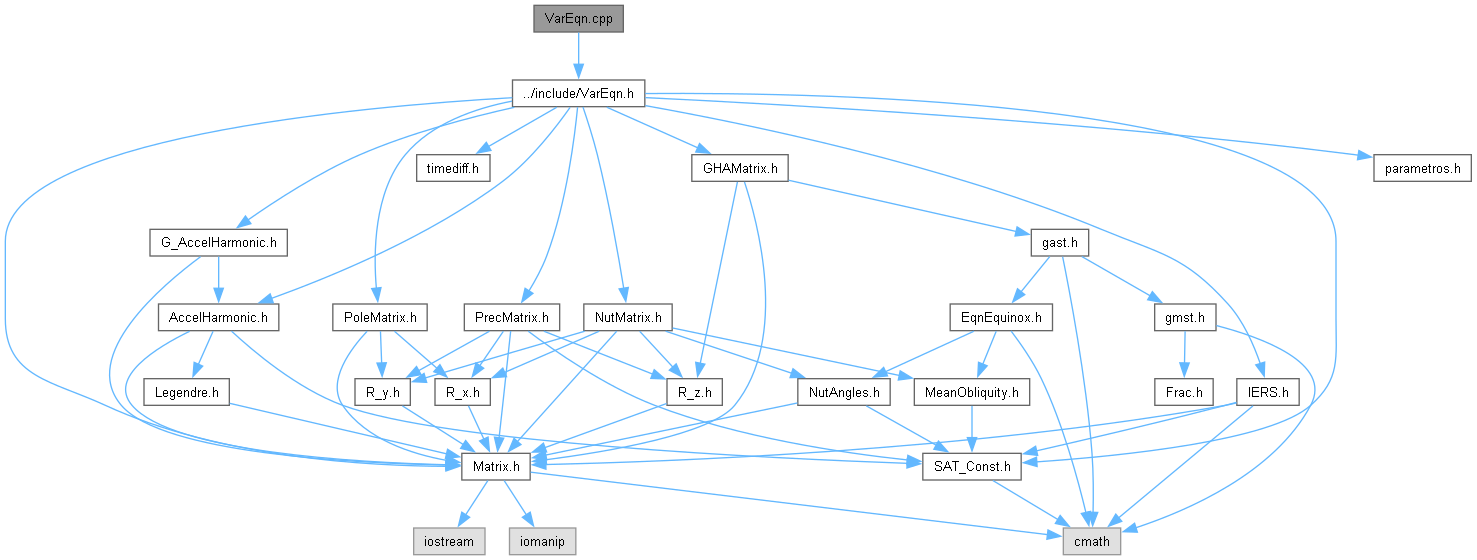 VarEqn.cpp
../include/VarEqn.h
timediff.h
GHAMatrix.h
parametros.h
G_AccelHarmonic.h
gast.h
AccelHarmonic.h
PoleMatrix.h
PrecMatrix.h
NutMatrix.h
EqnEquinox.h
gmst.h
Legendre.h
R_y.h
R_x.h
R_z.h
NutAngles.h
MeanObliquity.h
Frac.h
IERS.h
Matrix.h
SAT_Const.h
iostream
iomanip
cmath